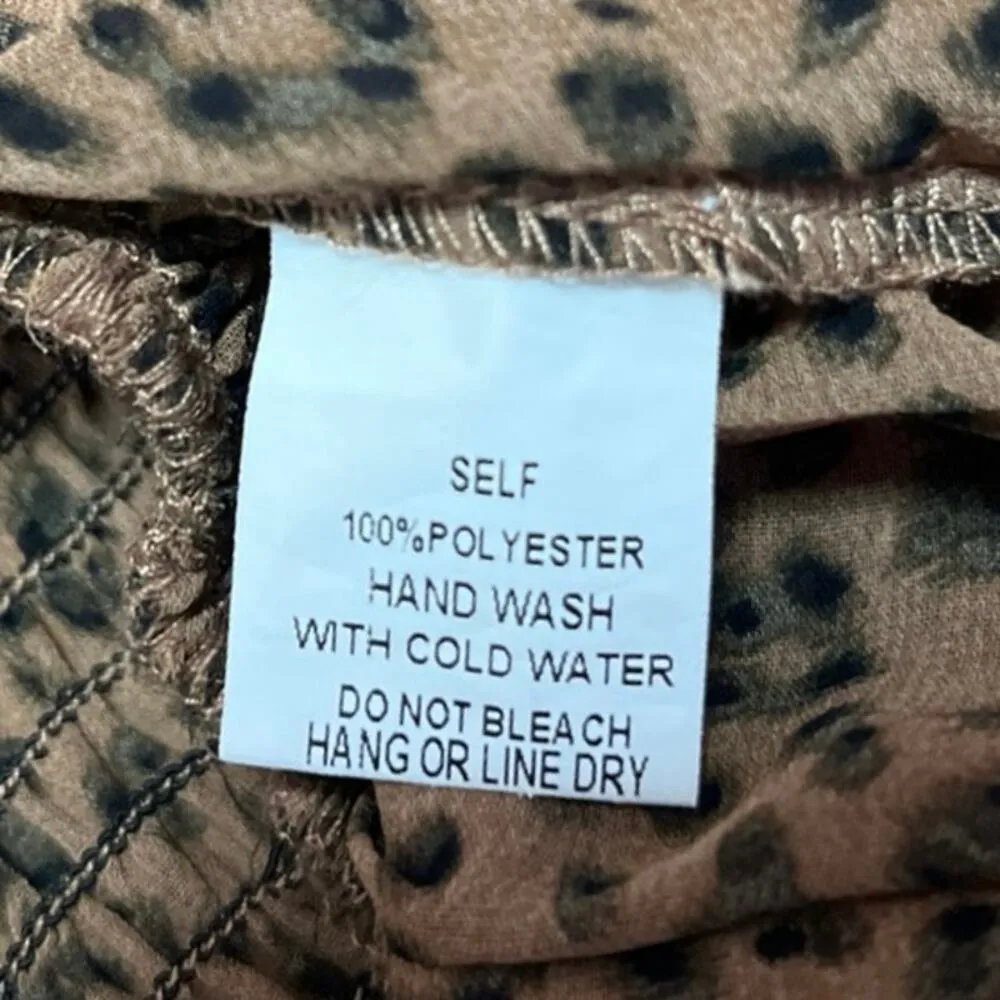 SELF
100%POLYESTER
HAND WASH
WITH COLD WATER
DO NOT BLEACH
HANG OR LINE DRY